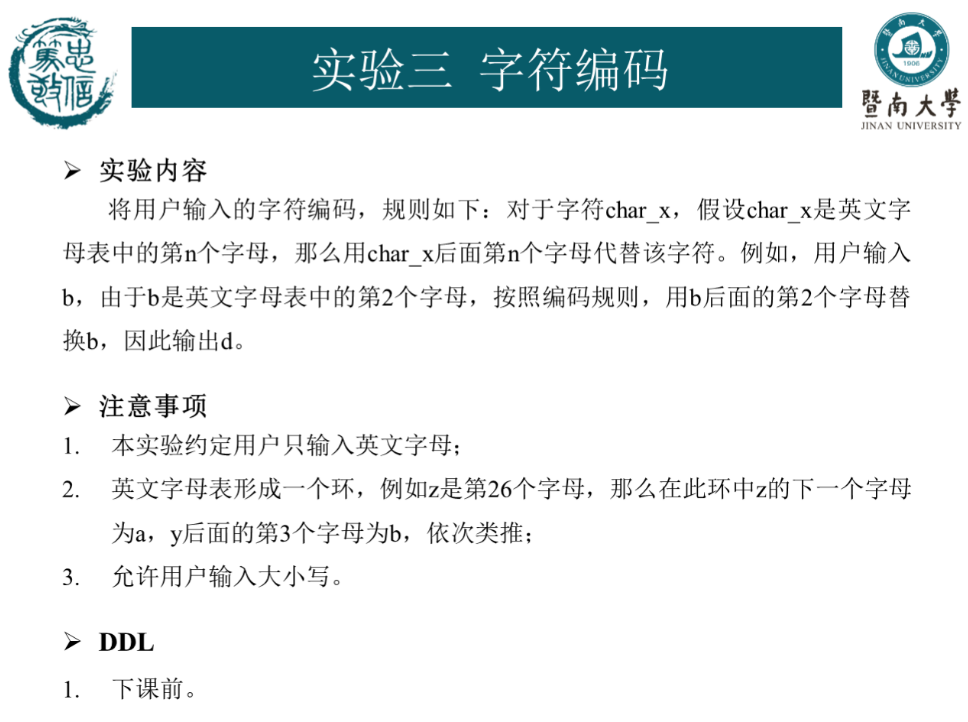 忠信
篤敬
实验三 字符编码
暨南大学
1906
JINAN UNIVERSITY
暨南大學
JINAN UNIVERSITY
➢ 实验内容
将用户输入的字符编码，规则如下：对于字符char_x，假设char_x是英文字
母表中的第n个字母，那么用char_x后面第n个字母代替该字符。例如，用户输入
b，由于b是英文字母表中的第2个字母，按照编码规则，用b后面的第2个字母替
换b，因此输出d。
➢ 注意事项
1. 本实验约定用户只输入英文字母；
2. 英文字母表形成一个环，例如z是第26个字母，那么在此环中z的下一个字母
为a，y后面的第3个字母为b，依次类推；
3. 允许用户输入大小写。
➢ DDL
1. 下课前。